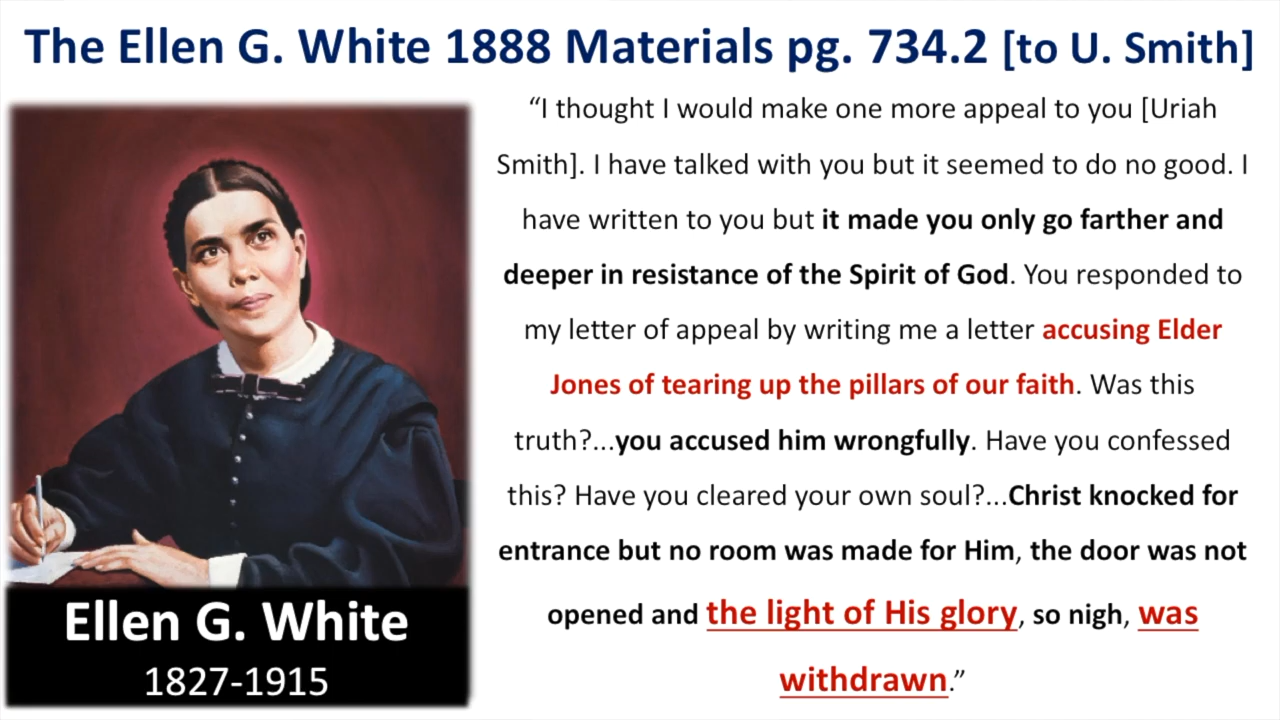 The Ellen G. White 1888 Materials pg. 734.2 [to U. Smith]
“I thought I would make one more appeal to you [Uriah
Smith]. I have talked with you but it seemed to do no good. I
have written to you but it made you only go farther and
deeper in resistance of the Spirit of God. You responded to
my letter of appeal by writing me a letter accusing Elder
Jones of tearing up the pillars of our faith. Was this
truth?...you accused him wrongfully. Have you confessed
this? Have you cleared your own soul?...Christ knocked for
entrance but no room was made for Him, the door was not
opened and the light of His glory, so nigh, was
withdrawn.”
Ellen G. White
1827-1915